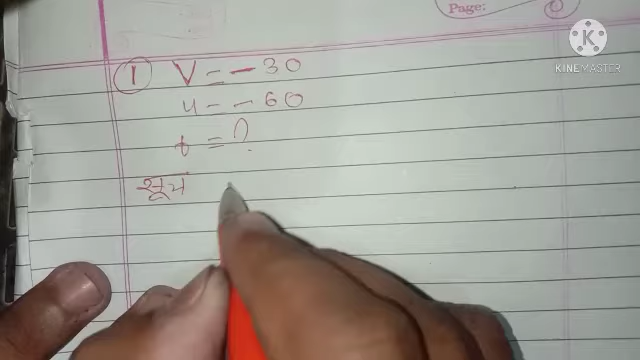 Page:
K
KINEMASTER
① V = - 30
u = - 60
f = ?
सूत्र